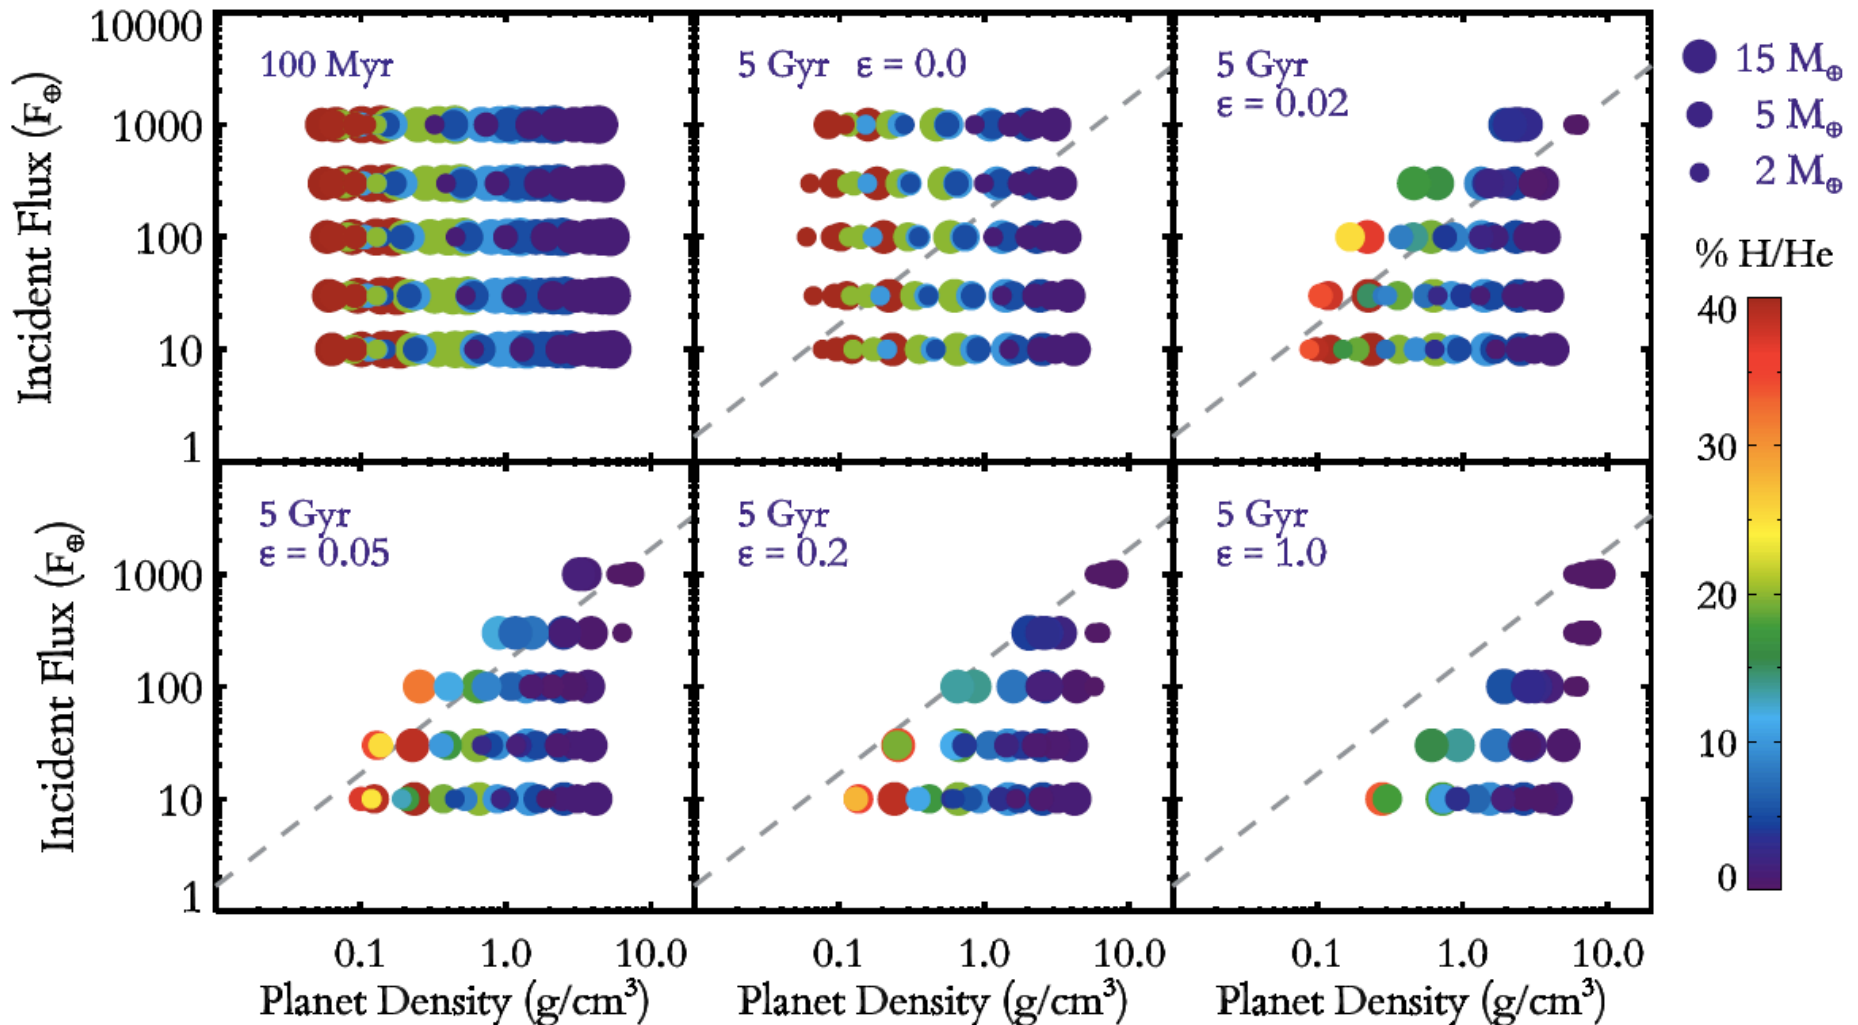 10000
1000
100
10
1
Incident Flux (F⊕)
100 Myr
5 Gyr ε = 0.0
5 Gyr
ε = 0.02
15 M⊕
5 M⊕
2 M⊕
% H/He
40
30
20
10
0
1000
100
10
1
Incident Flux (F⊕)
5 Gyr
ε = 0.05
5 Gyr
ε = 0.2
5 Gyr
ε = 1.0
0.1 1.0 10.0
0.1 1.0 10.0
0.1 1.0 10.0
Planet Density (g/cm³)
Planet Density (g/cm³)
Planet Density (g/cm³)